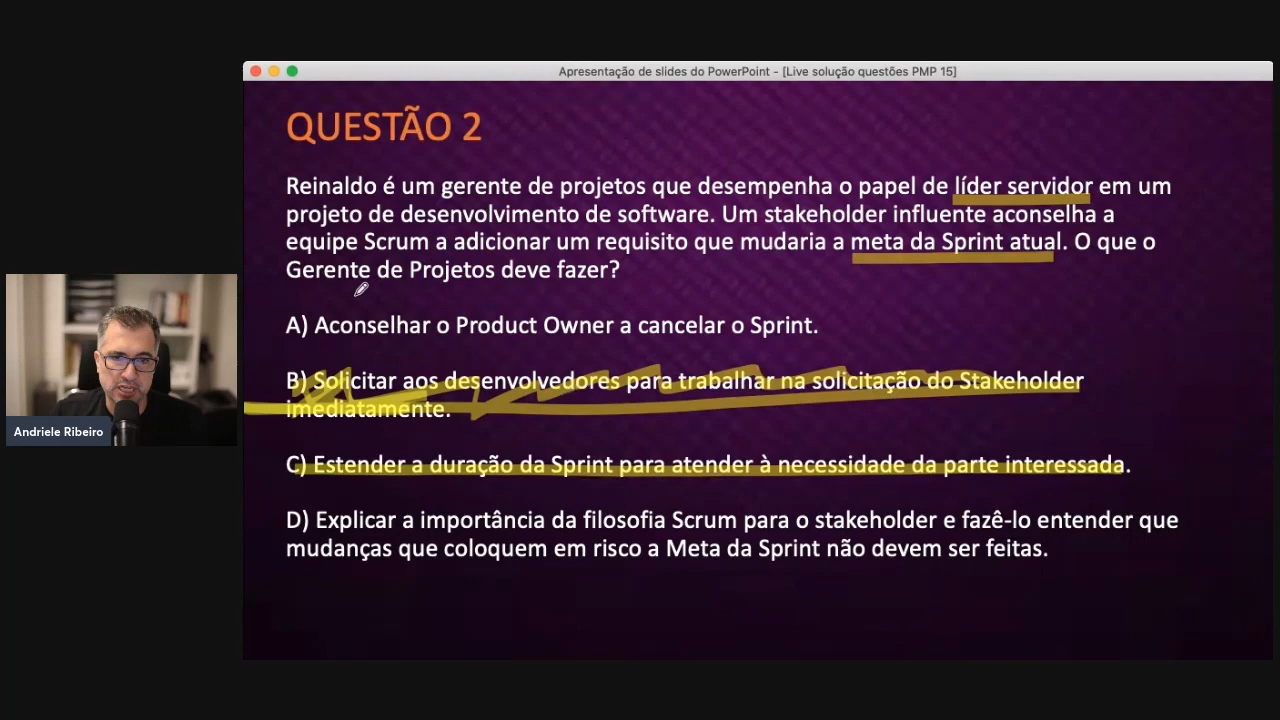 Apresentação de slides do PowerPoint - [Live solução questões PMP 15]
QUESTÃO 2
Reinaldo é um gerente de projetos que desempenha o papel de líder servidor em um
projeto de desenvolvimento de software. Um stakeholder influente aconselha a
equipe Scrum a adicionar um requisito que mudaria a meta da Sprint atual. O que o
Gerente de Projetos deve fazer?
A) Aconselhar o Product Owner a cancelar o Sprint.
B) Solicitar aos desenvolvedores para trabalhar na solicitação do Stakeholder
imediatamente.
C) Estender a duração da Sprint para atender à necessidade da parte interessada.
D) Explicar a importância da filosofia Scrum para o stakeholder e fazê-lo entender que
mudanças que coloquem em risco a Meta da Sprint não devem ser feitas.
Andriele Ribeiro